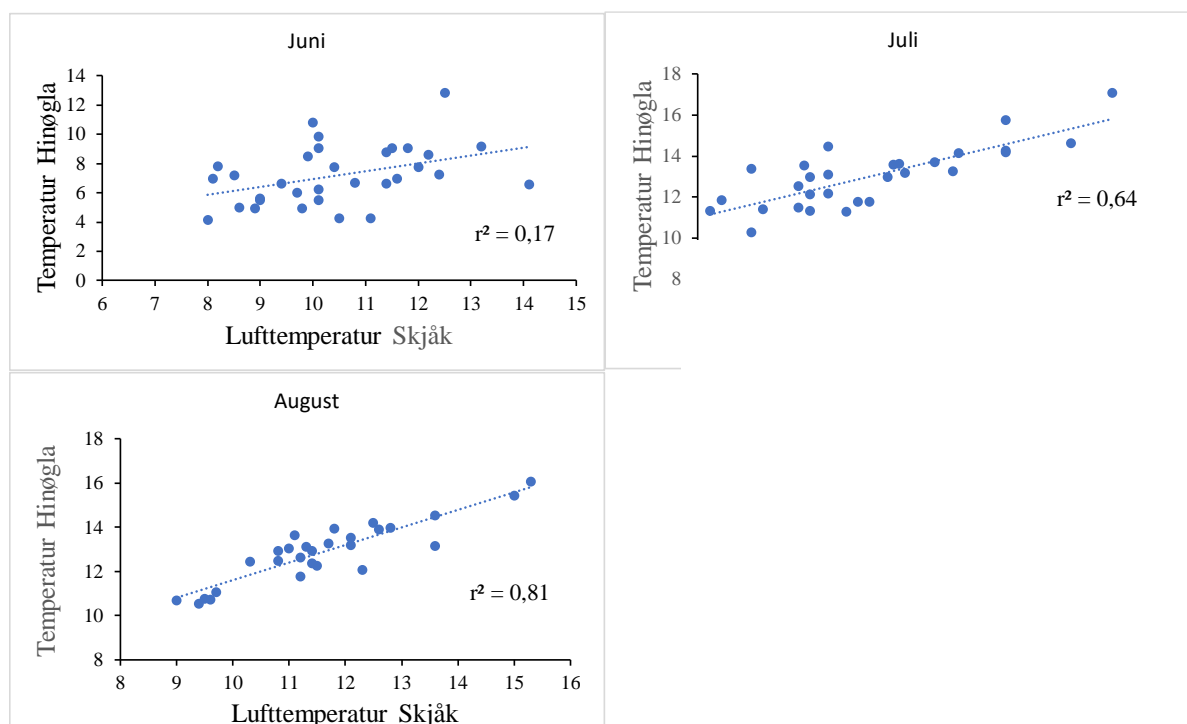 Juni
Temperatur Hinøgla
14
12
10
8
6
4
2
0
r² = 0,17
6 7 8 9 10 11 12 13 14 15
Lufttemperatur Skjåk
Juli
Temperatur Hinøgla
18
16
14
12
10
8
r² = 0,64
August
Temperatur Hinøgla
18
16
14
12
10
8
r² = 0,81
8 9 10 11 12 13 14 15 16
Lufttemperatur Skjåk